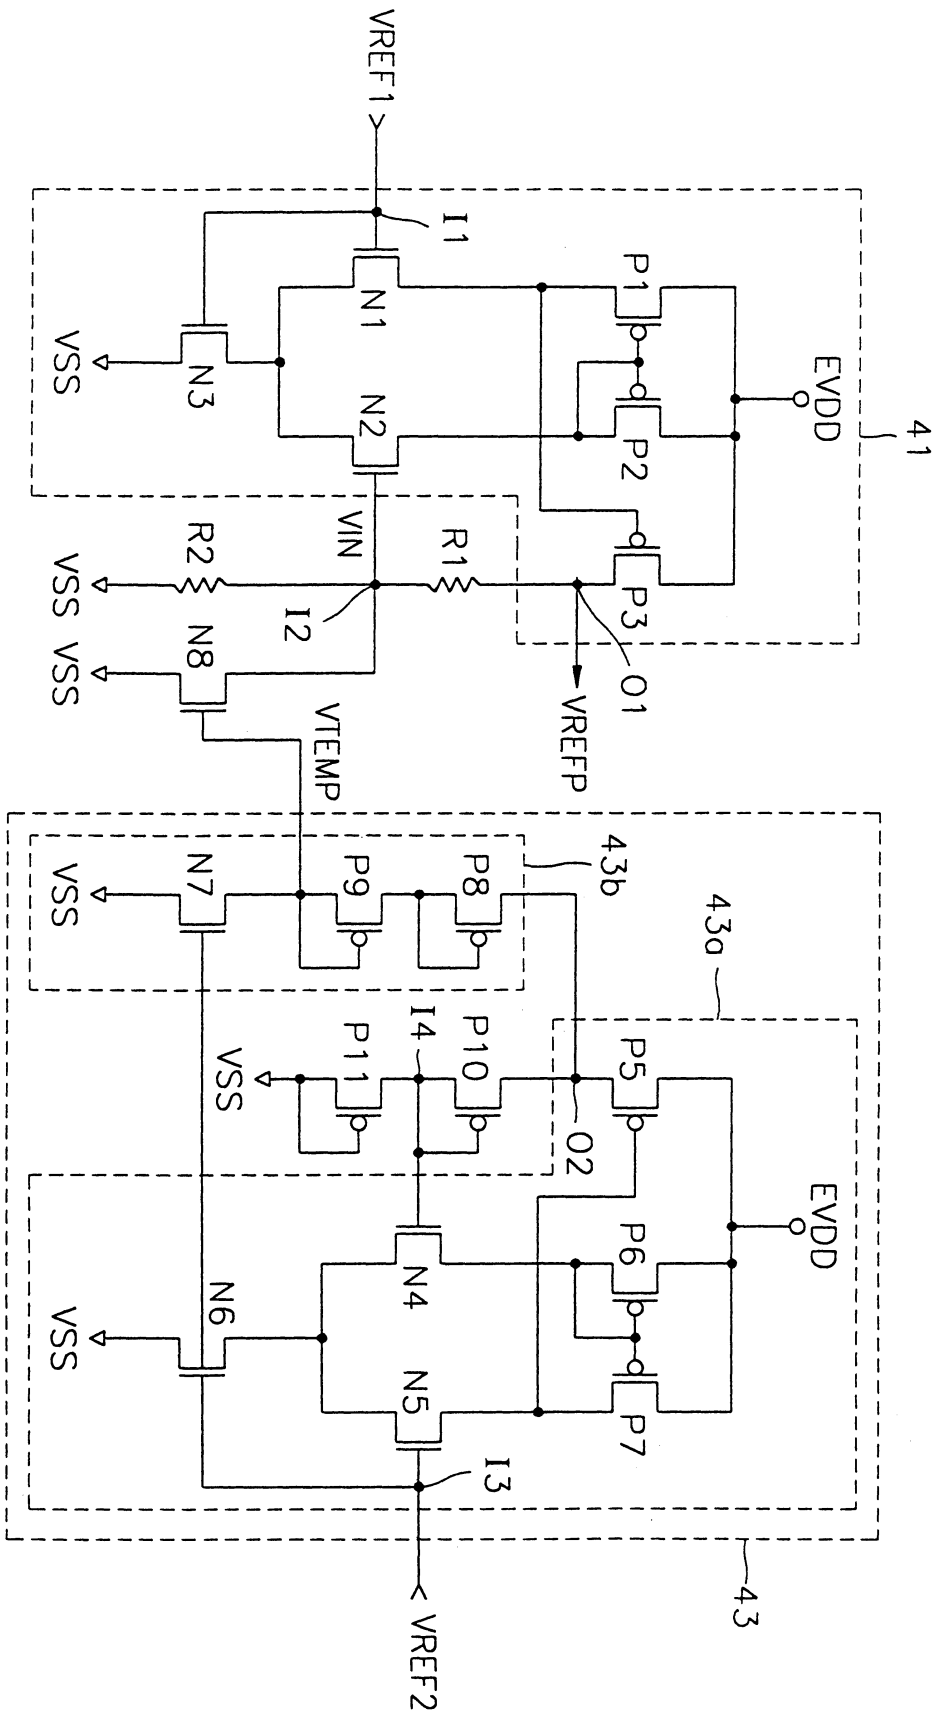 41
EVDD
EVDD
43
43a
P1
P2
P3
O1
43b
P5
P6
P7
VREFP
O2
I3
I1
R1
P8
P10
I4
N4
N5
VREF2
VREF1
N1
N2
VIN
P9
P11
VTEMP
I2
VSS
N6
N3
R2
N8
N7
VSS
VSS
VSS
VSS
VSS